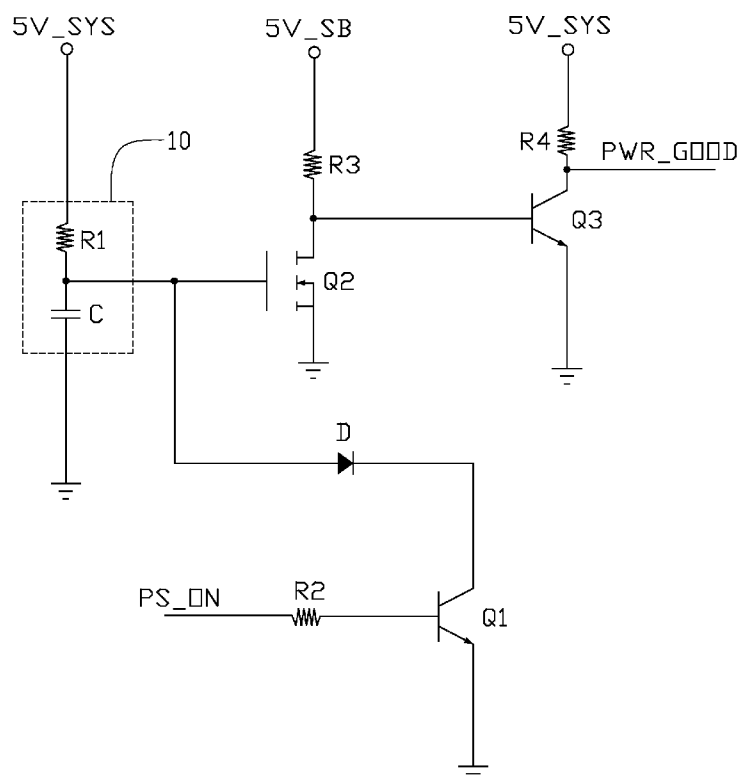 5V_SYS
5V_SB
5V_SYS
10
R3
R4
PWR_GOOD
R1
Q3
Q2
C
D
PS_ON
R2
Q1